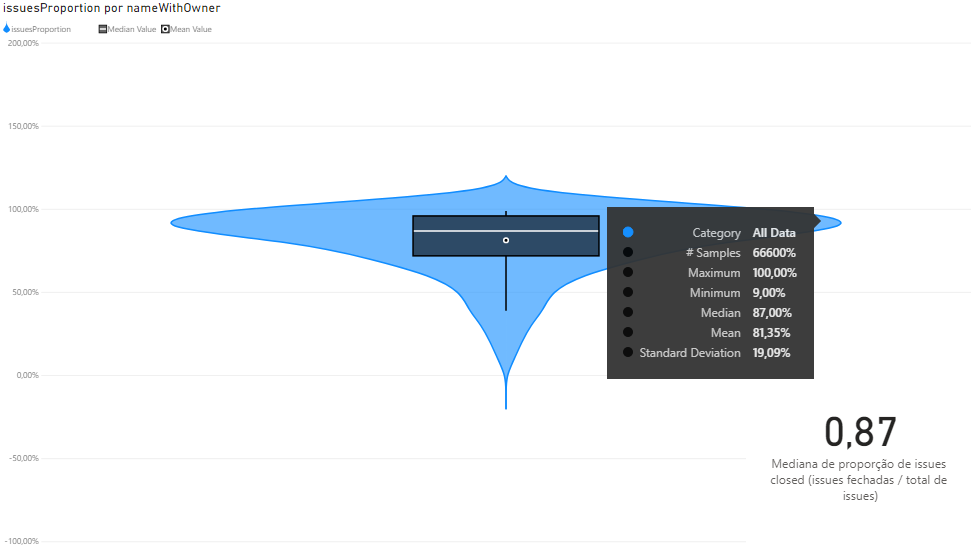 issuesProportion por nameWithOwner
issuesProportion Median Value Mean Value
200,00%
150,00%
100,00%
50,00%
0,00%
-50,00%
-100,00%
Category All Data
# Samples 66600%
Maximum 100,00%
Minimum 9,00%
Median 87,00%
Mean 81,35%
Standard Deviation 19,09%
0,87
Mediana de proporção de issues
closed (issues fechadas / total de
issues)